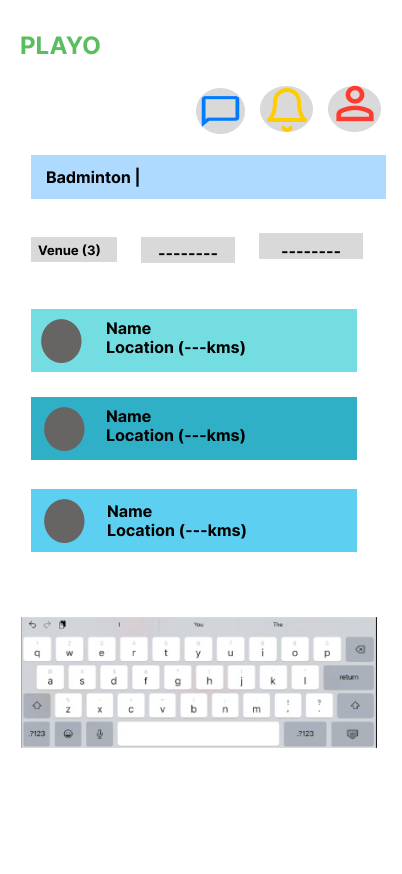 PLAYO
Badminton |
Venue (3)
--------
--------
Name
Location (---kms)
Name
Location (---kms)
Name
Location (---kms)
I You The
q w e r t y u i o p
a s d f g h j k l return
z x c v b n m ! , ? .
.?123 .?123